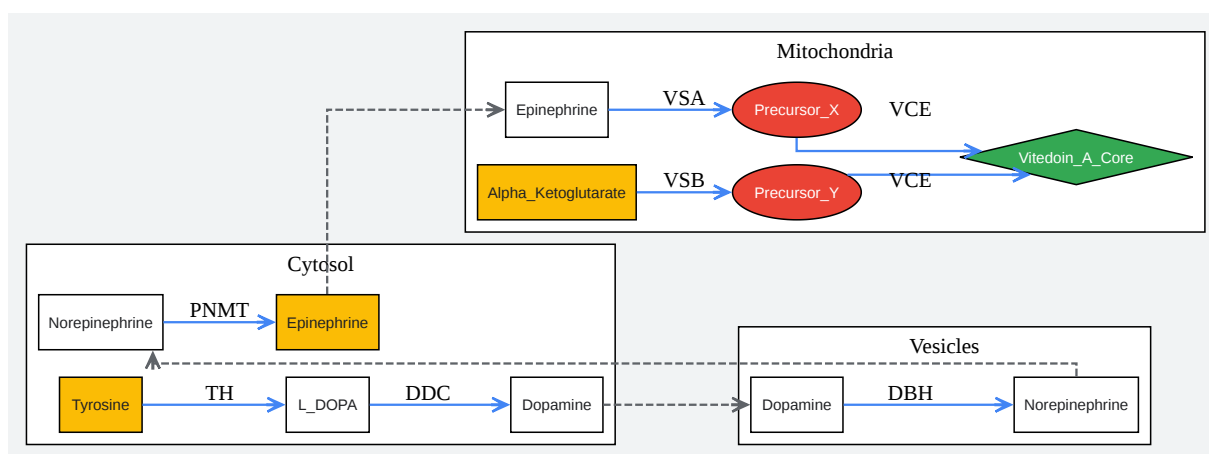 Mitochondria
Epinephrine
VSA
Precursor_X
VCE
Vitedoin_A_Core
Alpha_Ketoglutarate
VSB
Precursor_Y
VCE
Cytosol
Norepinephrine
PNMT
Epinephrine
Vesicles
Tyrosine
TH
L_DOPA
DDC
Dopamine
Dopamine
DBH
Norepinephrine